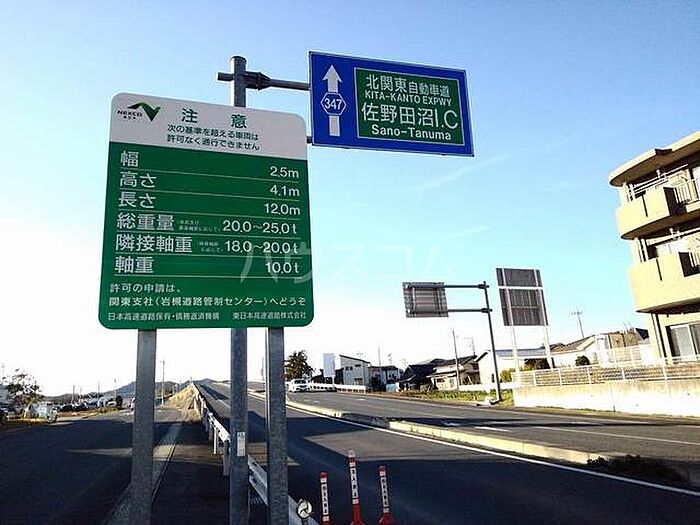 NEXCO
注意
次の基準を超える車両は
許可なく通行できません
幅 2.5m
高さ 4.1m
長さ 12.0m
総重量 20.0~25.0t
隣接軸重 18.0~20.0t
軸重 10.0t
許可の申請は、
関東支社(岩槻道路管制センター)へどうぞ
日本高速道路保有・債務返済機構 東日本高速道路株式会社
347
北関東自動車道
KITA-KANTO EXPWY
佐野田沼I.C
Sano-Tanuma
ハウスコム